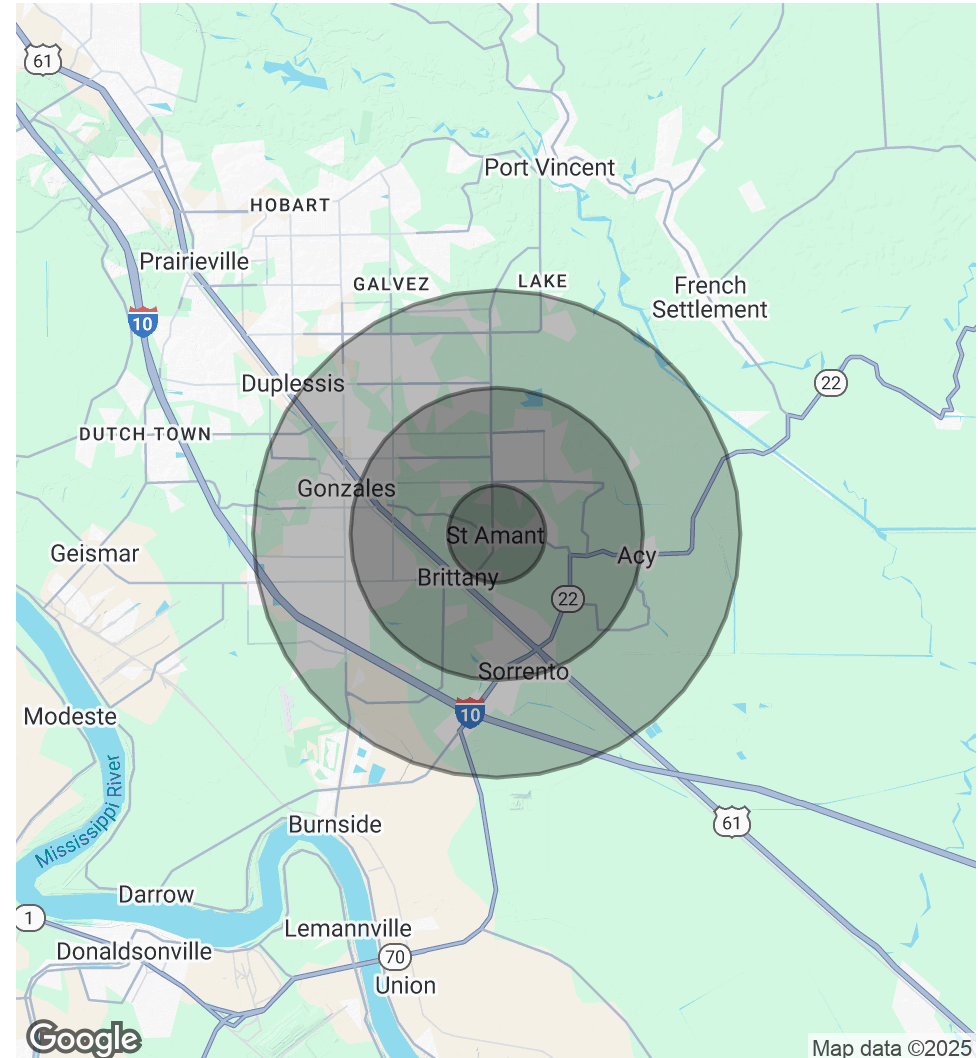 61
Port Vincent
HOBART
Prairieville
GALVEZ
LAKE
French
Settlement
10
Duplessis
22
DUTCH TOWN
Gonzales
St Amant
Geismar
Acy
Brittany
22
Sorrento
Modeste
10
Mississippi River
Burnside
61
Darrow
1
Lemannville
Donaldsonville
70
Union
Google
Map data ©2025